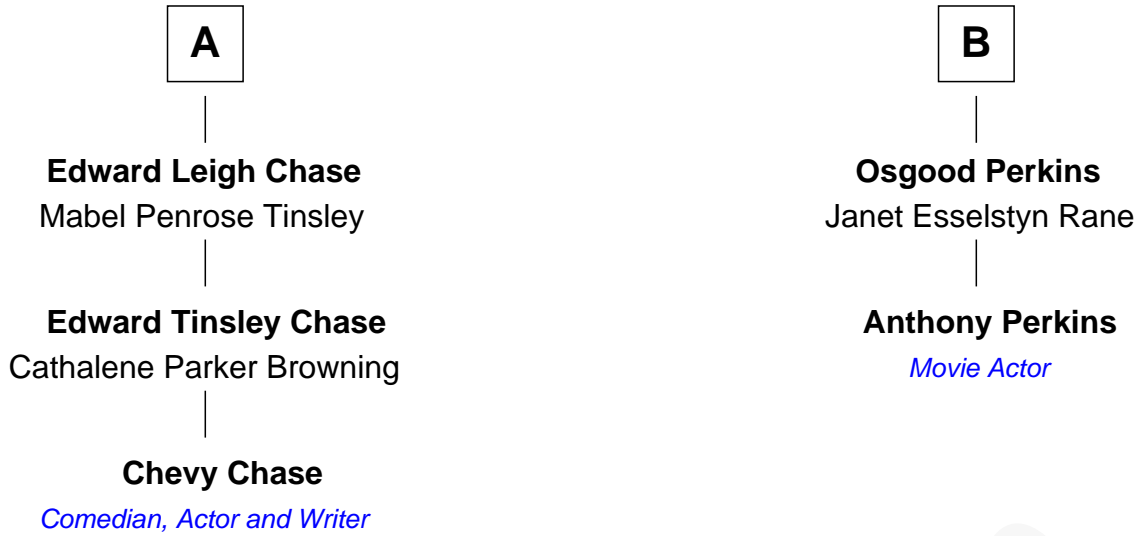 A
Edward Leigh Chase
Mabel Penrose Tinsley
Edward Tinsley Chase
Cathalene Parker Browning
Chevy Chase
Comedian, Actor and Writer
B
Osgood Perkins
Janet Esselstyn Rane
Anthony Perkins
Movie Actor